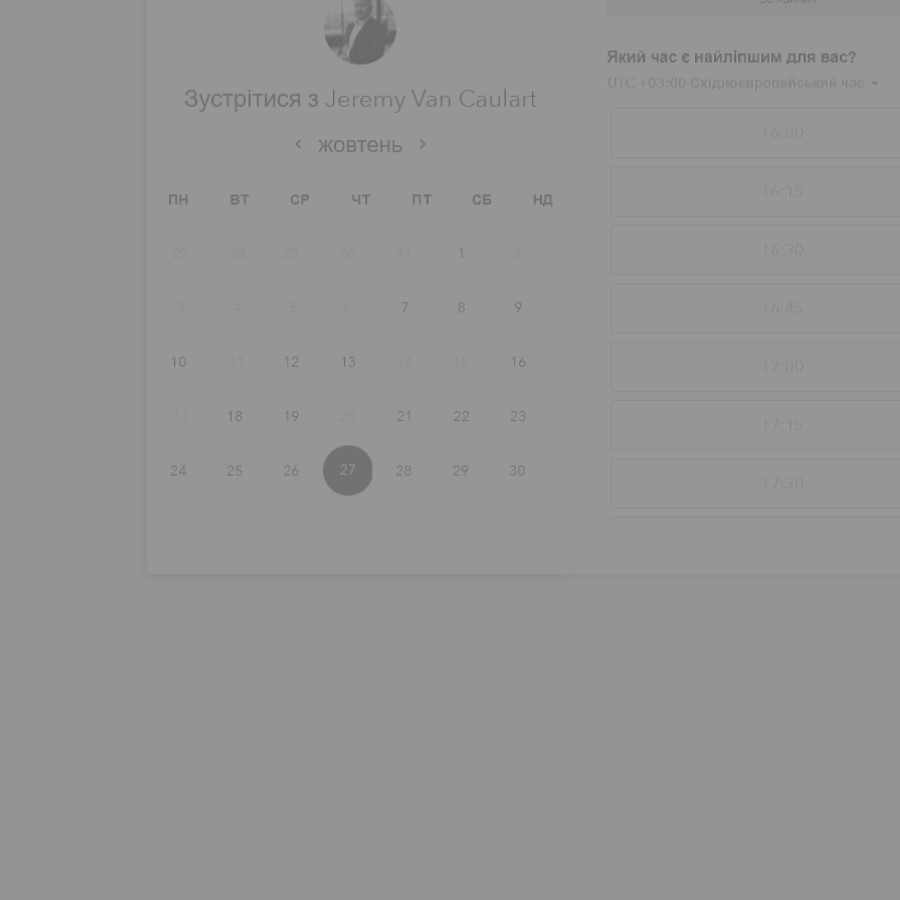 Зустрітися з Jeremy Van Caulart
жовтень
ПН ВТ СР ЧТ ПТ СБ НД
27 28 29 30 31 1 2
3 4 5 6 7 8 9
10 11 12 13 14 15 16
17 18 19 20 21 22 23
24 25 26 27 28 29 30
Який час є найліпшим для вас?
UTC +03:00 Східноєвропейський час
16:00
16:15
16:30
16:45
17:00
17:15
17:30